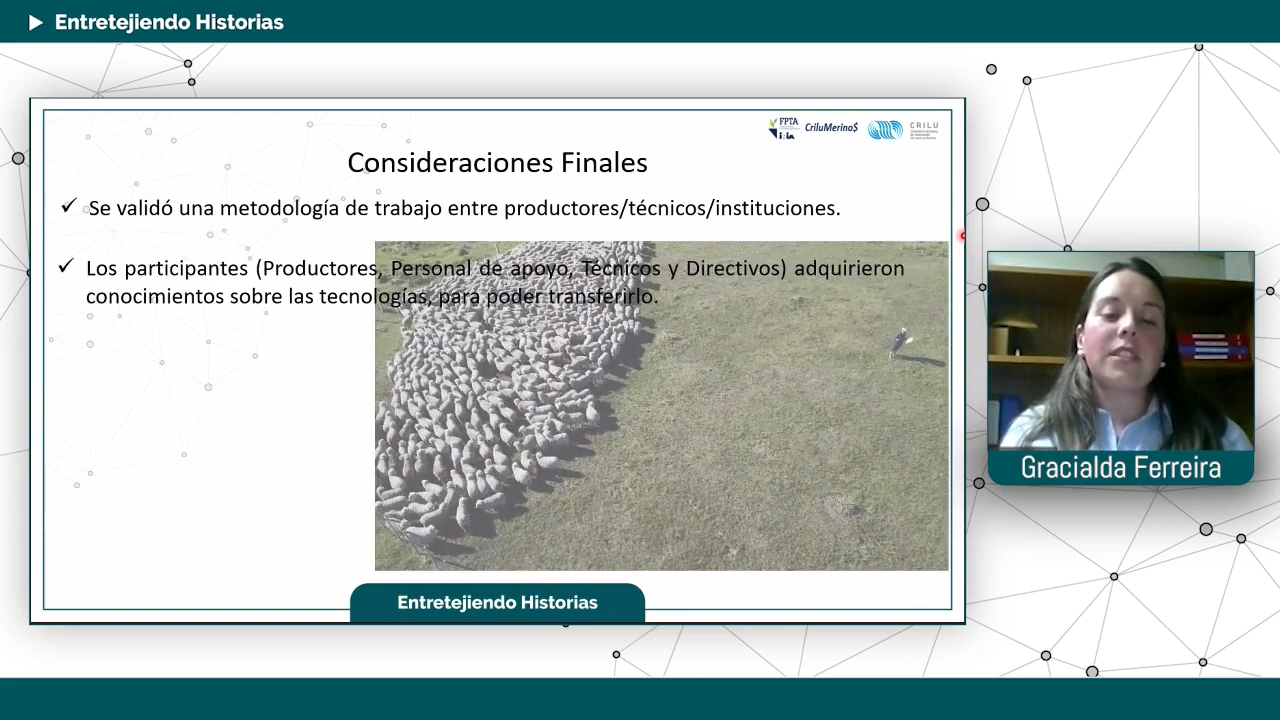 Entretejiendo Historias
FPTA
CriluMerino$
CRILU
Consideraciones Finales
Se validó una metodología de trabajo entre productores/técnicos/instituciones.
Los participantes (Productores, Personal de apoyo, Técnicos y Directivos) adquirieron
conocimientos sobre las tecnologías, para poder transferirlo.
Gracialda Ferreira
Entretejiendo Historias